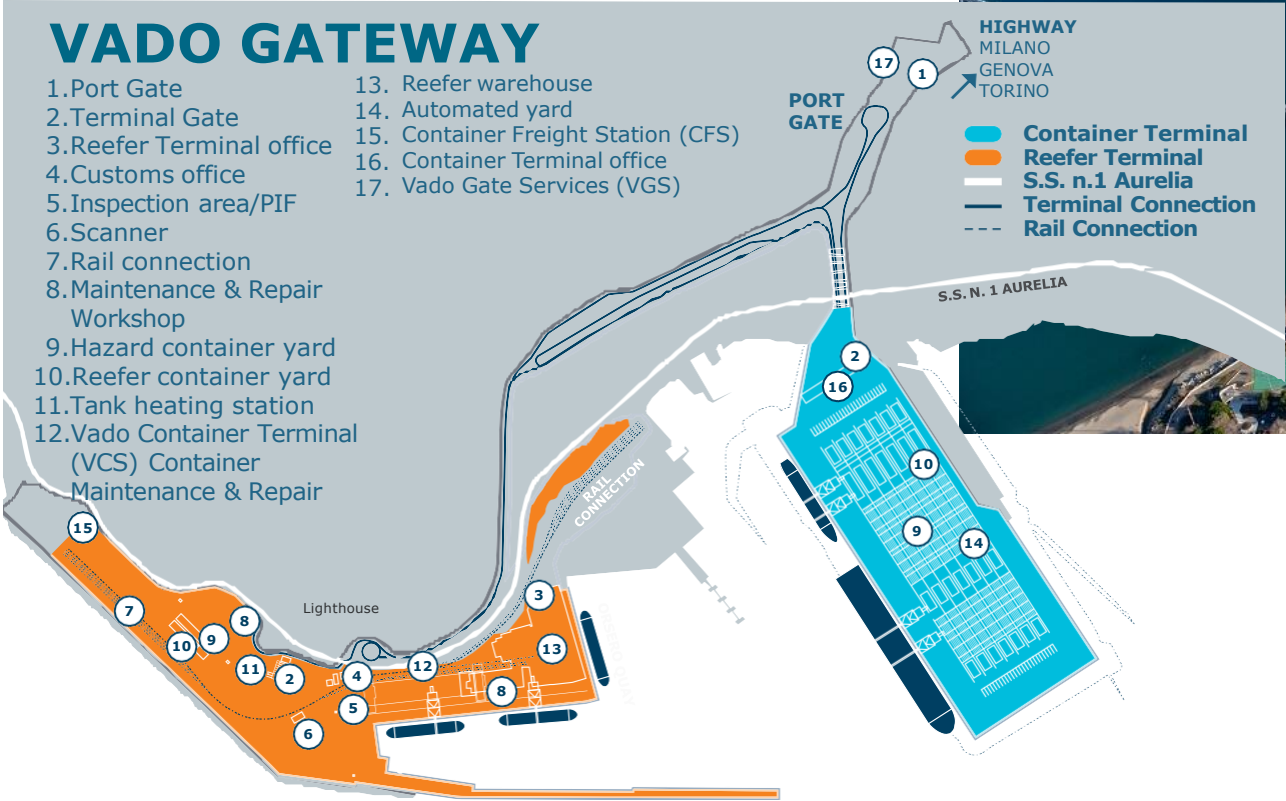 VADO GATEWAY
1.Port Gate
2.Terminal Gate
3.Reefer Terminal office
4.Customs office
5.Inspection area/PIF
6.Scanner
7.Rail connection
8.Maintenance & Repair
Workshop
9.Hazard container yard
10.Reefer container yard
11.Tank heating station
12.Vado Container Terminal
(VCS) Container
Maintenance & Repair
13. Reefer warehouse
14. Automated yard
15. Container Freight Station (CFS)
16. Container Terminal office
17. Vado Gate Services (VGS)
HIGHWAY
MILANO
GENOVA
TORINO
17
1
PORT
GATE
Container Terminal
Reefer Terminal
S.S. n.1 Aurelia
Terminal Connection
Rail Connection
S.S. N. 1 AURELIA
2
16
10
9
14
RAIL
CONNECTION
15
7
10
9
8
11
2
Lighthouse
4
12
3
13
8
5
6